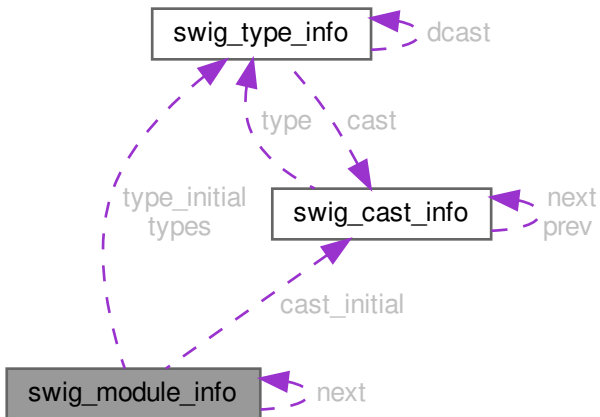 swig_type_info
dcast
type
cast
type_initial
types
swig_cast_info
next
prev
cast_initial
swig_module_info
next